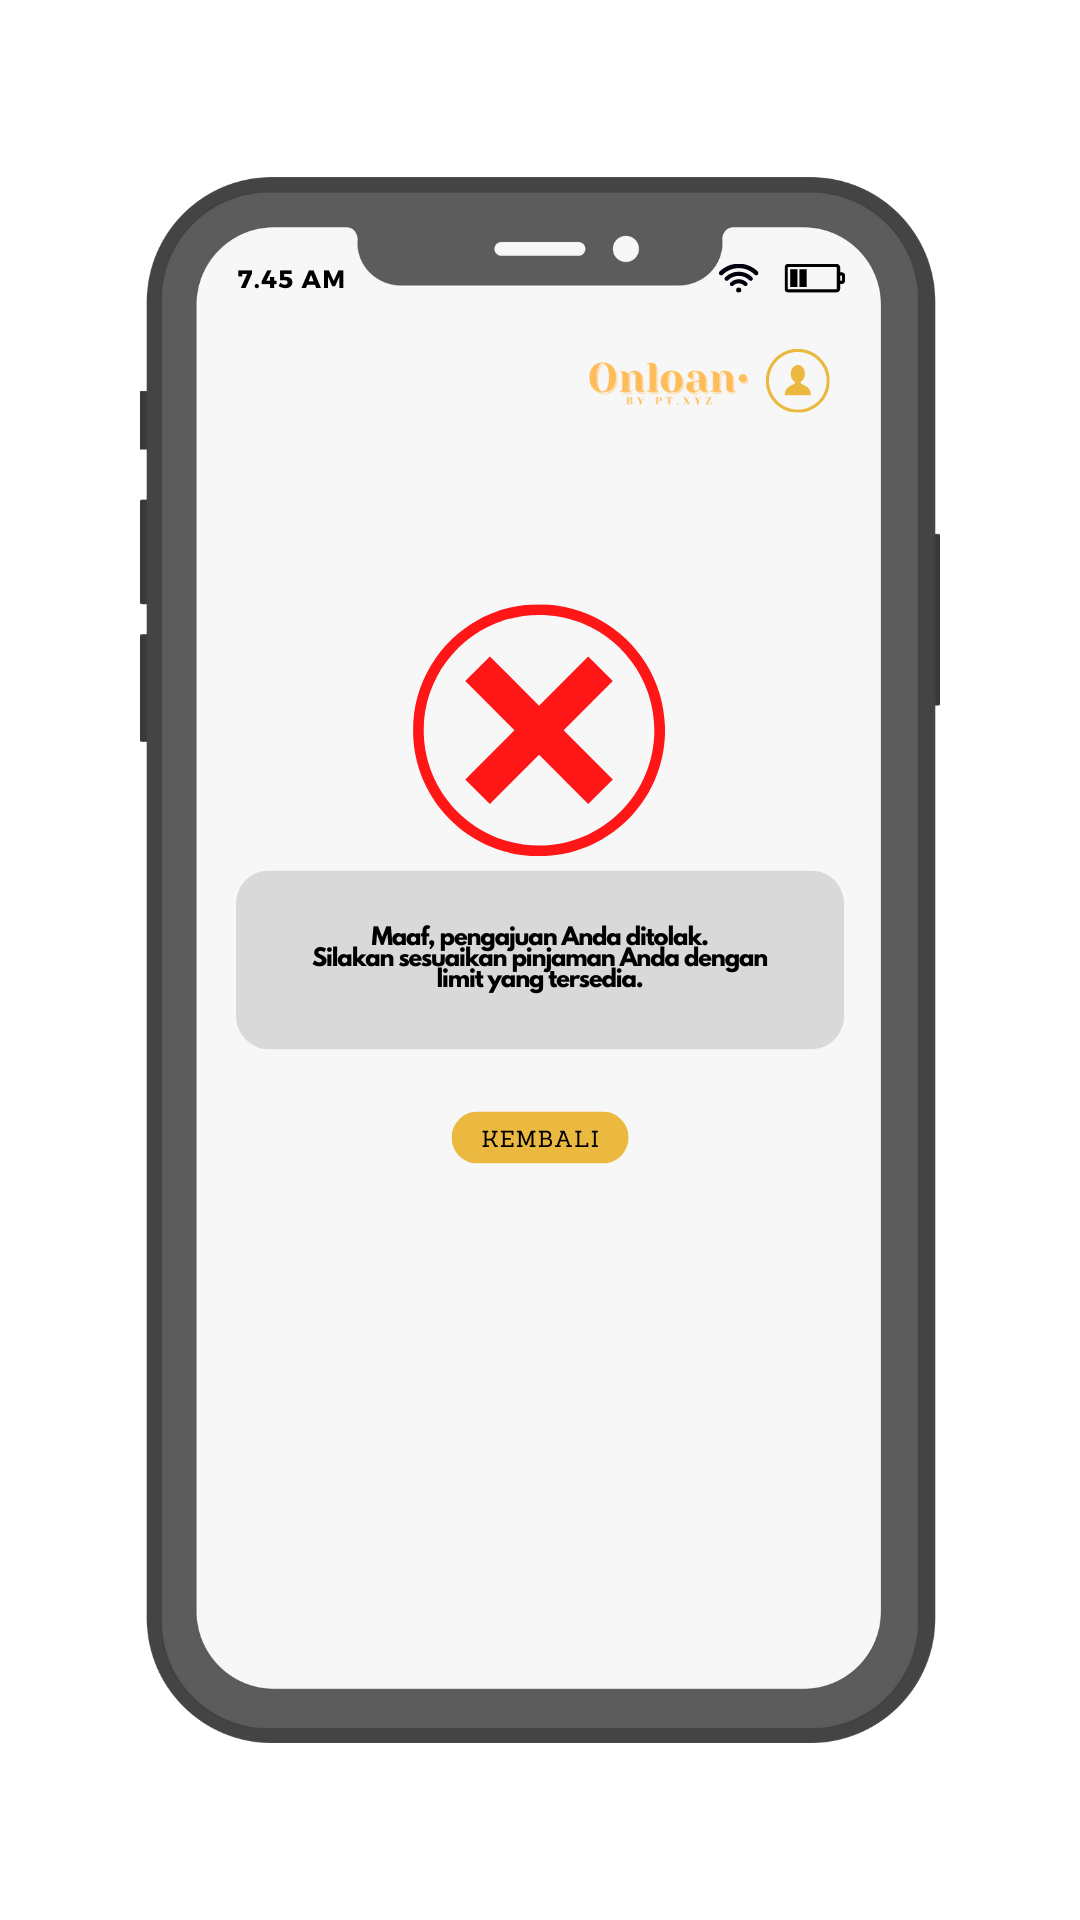 7.45 AM
Onloan
BY PT.XYZ
Maaf, pengajuan Anda ditolak.
Silakan sesuaikan pinjaman Anda dengan
limit yang tersedia.
KEMBALI